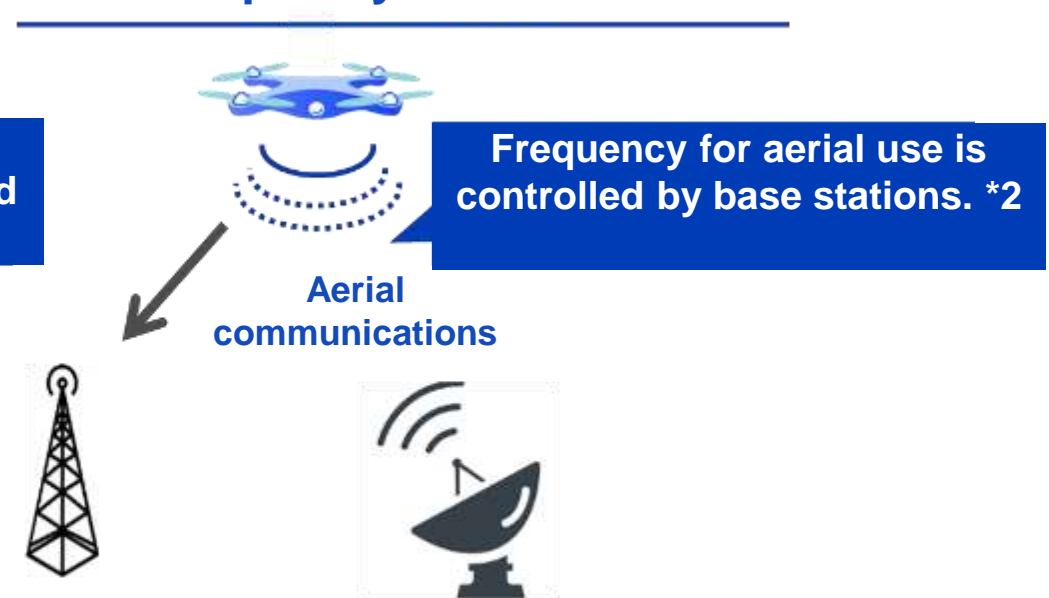 Frequency for aerial use is
controlled by base stations. *2
d
Aerial
communications